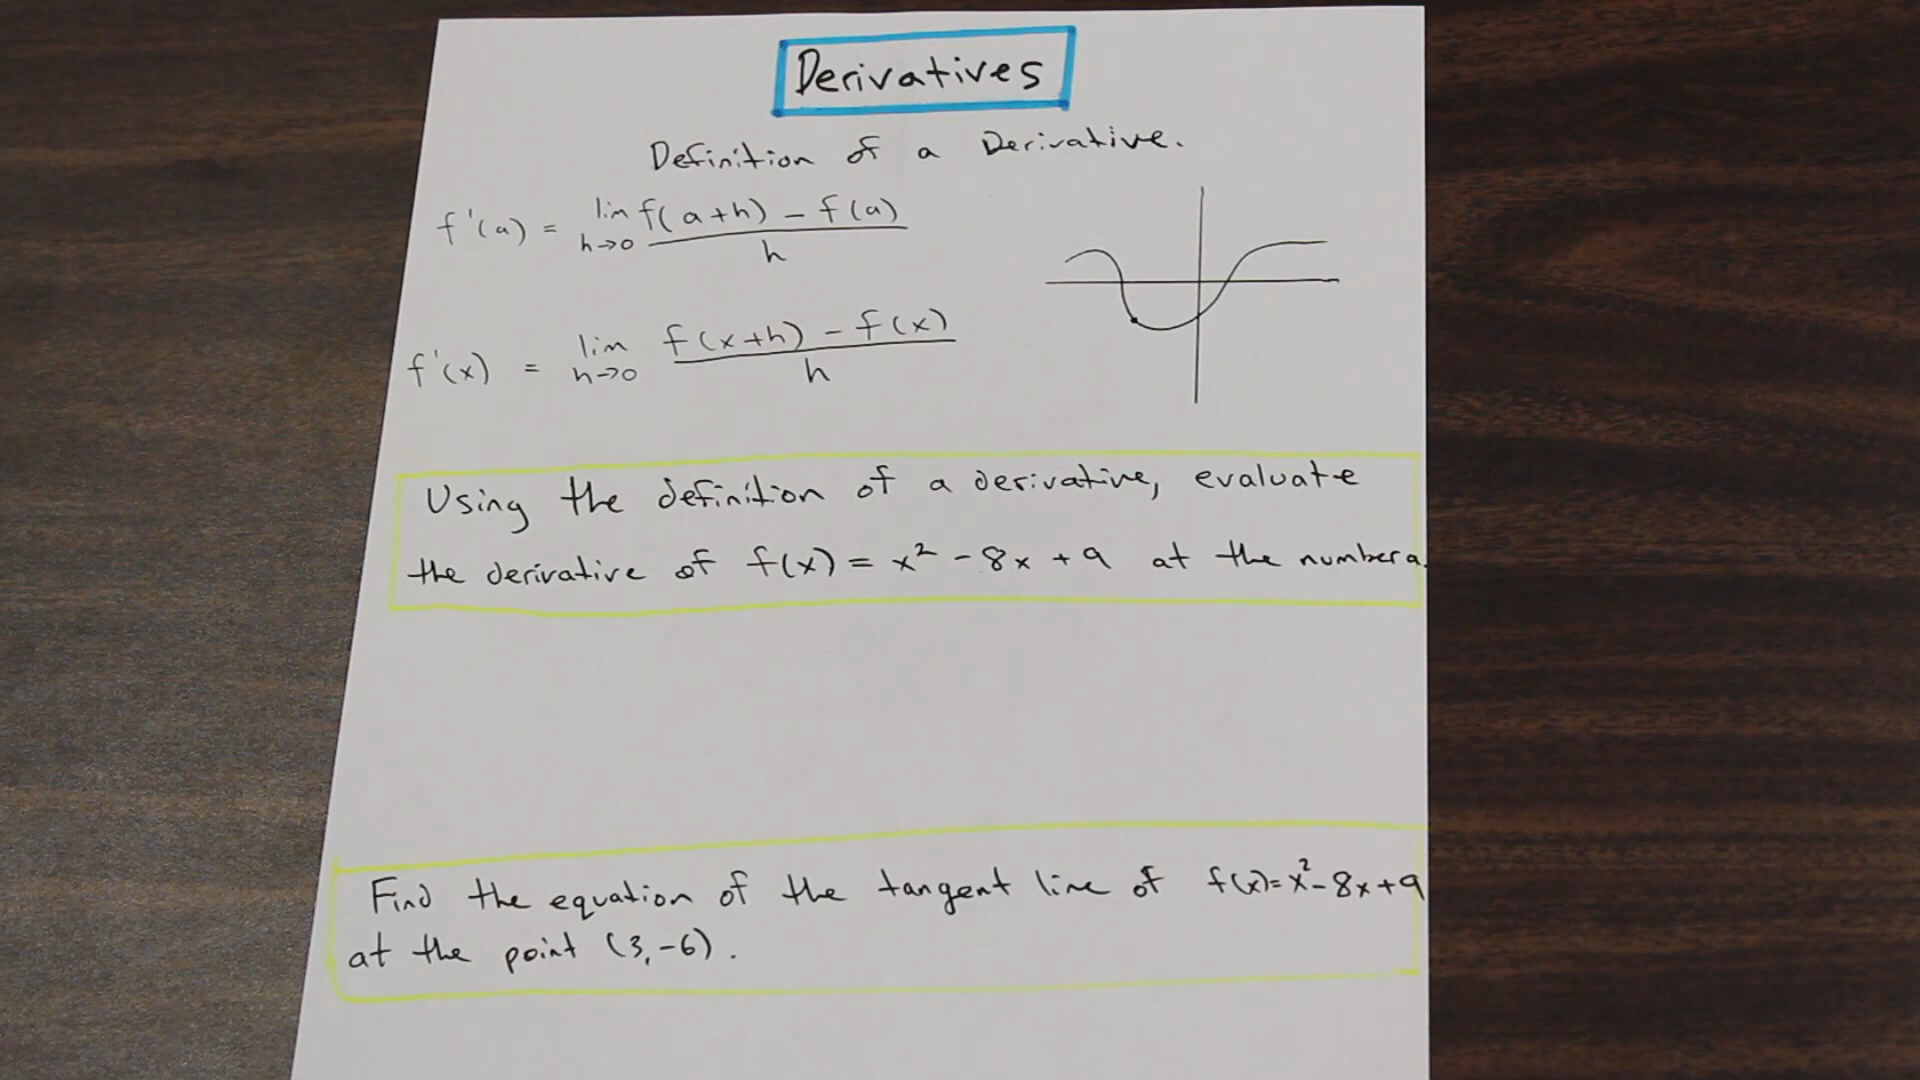 Derivatives
Definition of a Derivative.
f'(a) = lim h→0 f(a+h) - f(a) / h
f'(x) = lim h→0 f(x+h) - f(x) / h
Using the definition of a derivative, evaluate
the derivative of f(x) = x² - 8x + 9 at the number a.
Find the equation of the tangent line of f(x)=x²-8x+9
at the point (3,-6).